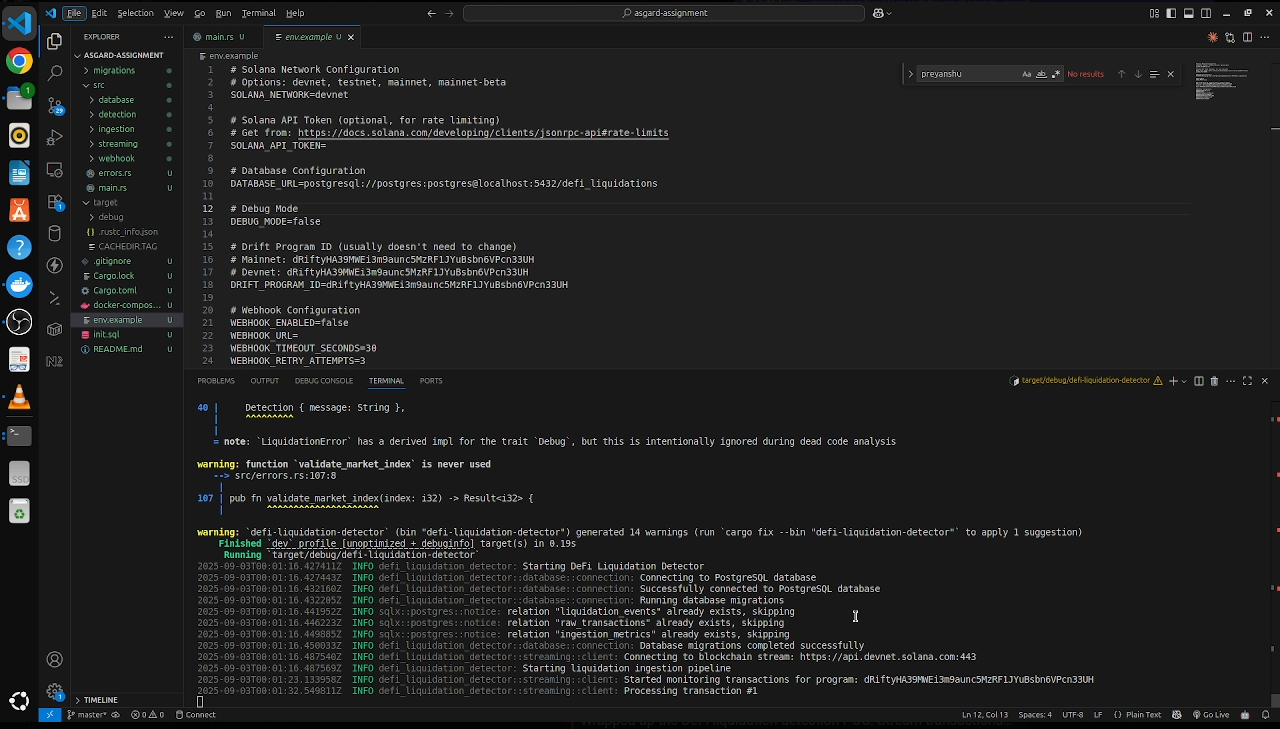 File Edit Selection View Go Run Terminal Help
asgard-assignment
EXPLORER
ASGARD-ASSIGNMENT
migrations
src
database
detection
ingestion
streaming
webhook
errors.rs U
main.rs U
target
debug
.rustc_info.json
CACHEDIR.TAG
.gitignore U
Cargo.lock U
Cargo.toml U
docker-compos... U
env.example U
init.sql U
README.md U
TIMELINE
main.rs U
env.example U
env.example
preyanshu
No results
1 # Solana Network Configuration
2 # Options: devnet, testnet, mainnet, mainnet-beta
3 SOLANA_NETWORK=devnet
4
5 # Solana API Token (optional, for rate limiting)
6 # Get from: https://docs.solana.com/developing/clients/jsonrpc-api#rate-limits
7 SOLANA_API_TOKEN=
8
9 # Database Configuration
10 DATABASE_URL=postgresql://postgres:postgres@localhost:5432/defi_liquidations
11
12 # Debug Mode
13 DEBUG_MODE=false
14
15 # Drift Program ID (usually doesn't need to change)
16 # Mainnet: dRiftyHA39MWEi3m9aunc5MzRF1JYuBsbn6VPcn33UH
17 # Devnet: dRiftyHA39MWEi3m9aunc5MzRF1JYuBsbn6VPcn33UH
18 DRIFT_PROGRAM_ID=dRiftyHA39MWEi3m9aunc5MzRF1JYuBsbn6VPcn33UH
19
20 # Webhook Configuration
21 WEBHOOK_ENABLED=false
22 WEBHOOK_URL=
23 WEBHOOK_TIMEOUT_SECONDS=30
24 WEBHOOK_RETRY_ATTEMPTS=3
PROBLEMS OUTPUT DEBUG CONSOLE TERMINAL PORTS
target/debug/defi-liquidation-detector
40 | Detection { message: String },
| ^^^^^^^^^
|
= note: `LiquidationError` has a derived impl for the trait `Debug`, but this is intentionally ignored during dead code analysis
warning: function `validate_market_index` is never used
--> src/errors.rs:107:8
|
107 | pub fn validate_market_index(index: i32) -> Result<i32> {
| ^^^^^^^^^^^^^^^^^^^^^
warning: `defi-liquidation-detector` (bin "defi-liquidation-detector") generated 14 warnings (run `cargo fix --bin "defi-liquidation-detector"` to apply 1 suggestion)
Finished `dev` profile [unoptimized + debuginfo] target(s) in 0.19s
Running `target/debug/defi-liquidation-detector`
2025-09-03T00:01:16.427411Z INFO defi_liquidation_detector: Starting DeFi Liquidation Detector
2025-09-03T00:01:16.427443Z INFO defi_liquidation_detector::database::connection: Connecting to PostgreSQL database
2025-09-03T00:01:16.432160Z INFO defi_liquidation_detector::database::connection: Successfully connected to PostgreSQL database
2025-09-03T00:01:16.432205Z INFO defi_liquidation_detector::database::connection: Running database migrations
2025-09-03T00:01:16.441952Z INFO sqlx::postgres::notice: relation "liquidation_events" already exists, skipping
2025-09-03T00:01:16.446223Z INFO sqlx::postgres::notice: relation "raw_transactions" already exists, skipping
2025-09-03T00:01:16.449885Z INFO sqlx::postgres::notice: relation "ingestion_metrics" already exists, skipping
2025-09-03T00:01:16.450033Z INFO defi_liquidation_detector::database::connection: Database migrations completed successfully
2025-09-03T00:01:16.487540Z INFO defi_liquidation_detector::streaming::client: Connecting to blockchain stream: https://api.devnet.solana.com:443
2025-09-03T00:01:16.487569Z INFO defi_liquidation_detector: Starting liquidation ingestion pipeline
2025-09-03T00:01:23.133958Z INFO defi_liquidation_detector::streaming::client: Started monitoring transactions for program: dRiftyHA39MWEi3m9aunc5MzRF1JYuBsbn6VPcn33UH
2025-09-03T00:01:32.549811Z INFO defi_liquidation_detector::streaming::client: Processing transaction #1
master* 0 0 Connect
Ln 12, Col 13 Spaces: 4 UTF-8 LF Plain Text Go Live